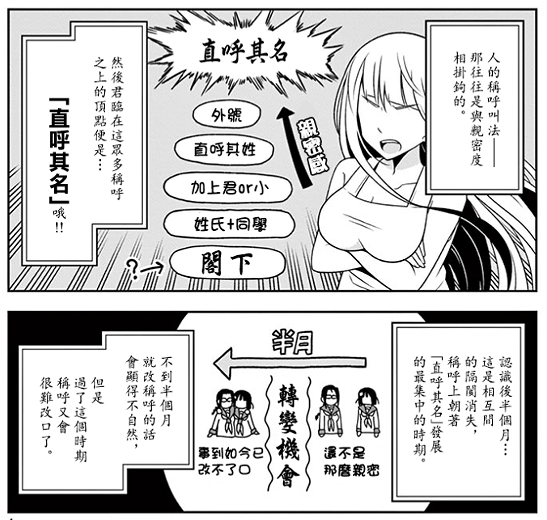 人的稱呼叫法——
那往往是與親密度
相掛鉤的。
直呼其名
外號
直呼其姓
加上君or小
姓氏+同學
閣下
?→
親密感
然後君臨在這眾多稱呼
之上的頂點便是…
「直呼其名」哦!!
認識後半個月…
這是相互間
的隔閡消失,
稱呼上朝著
「直呼其名」發展
的最集中的時期。
半月
轉變機會
還不是
那麼親密
事到如今已
改不了口
不到半個月
就改稱呼的話
會顯得不自然,
但是
過了這個時期
稱呼又會
很難改口了。